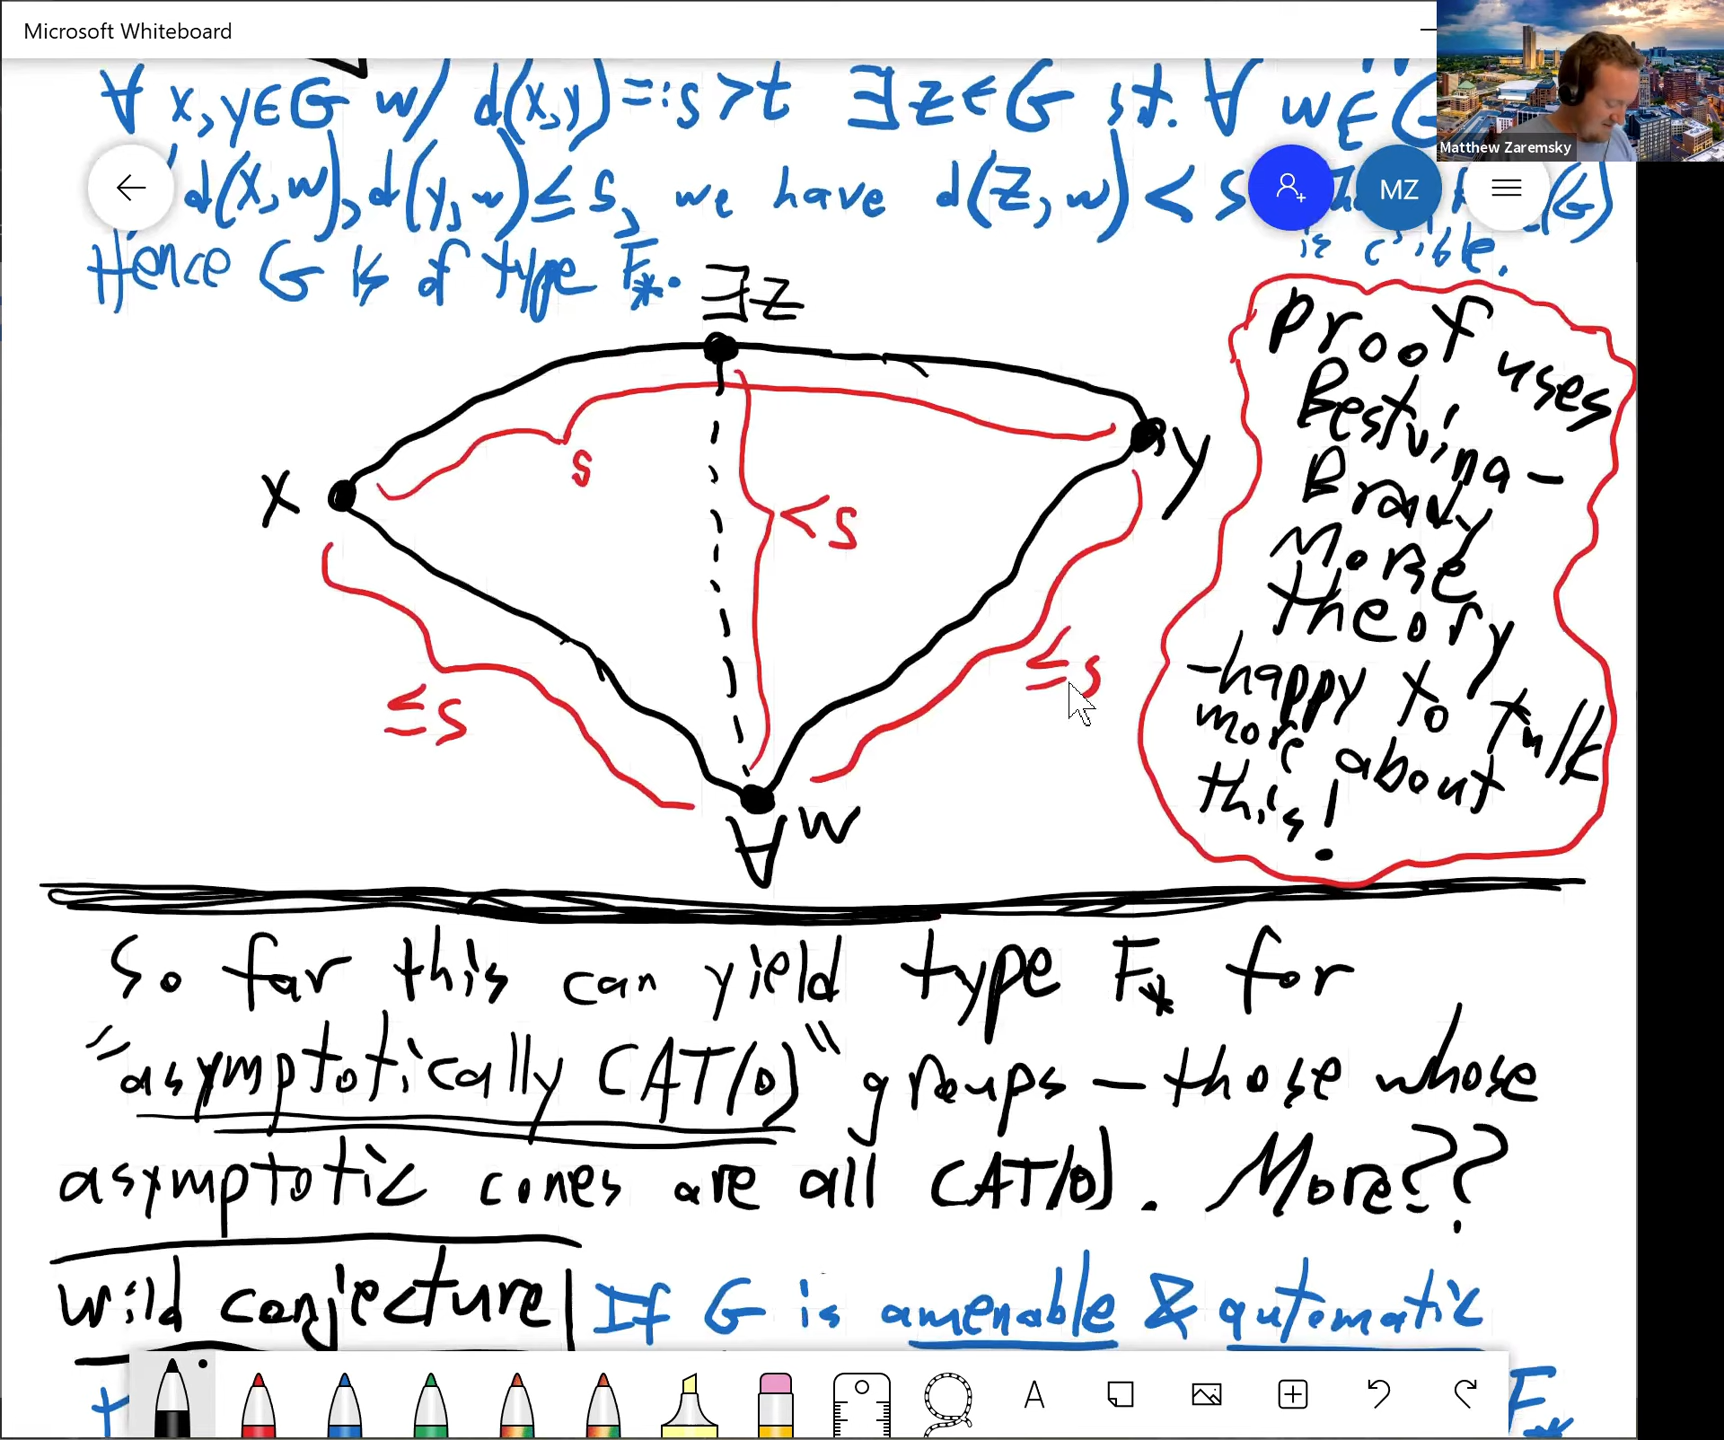 Microsoft Whiteboard
∀ x,y∈G w/ d(x,y)=:s>t ∃z∈G s.t. ∀ w∈G
d(x,w),d(y,w)≤s, we have d(z,w)<s (G)
is c ible.
Hence G is of type F*.
Matthew Zaremsky
MZ
∃z
x
y
s
<s
≤s
≤s
∀ w
Proof uses
Bestvina-
Brady
Morse
theory
-happy to talk
more about
this!
So far this can yield type F* for
"asymptotically CAT(0)" groups – those whose
asymptotic cones are all CAT(0). More??
Wild conjecture If G is amenable & automatic
F*
A